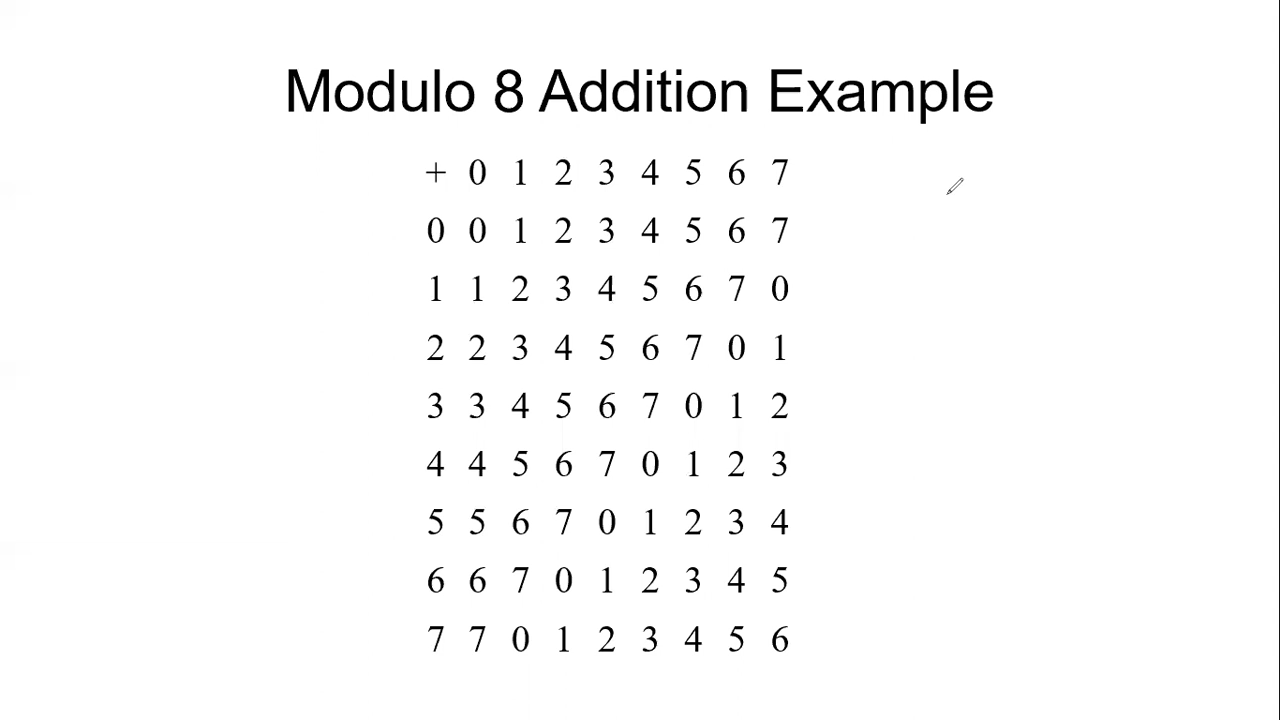 Modulo 8 Addition Example
+ 0 1 2 3 4 5 6 7
0 0 1 2 3 4 5 6 7
1 1 2 3 4 5 6 7 0
2 2 3 4 5 6 7 0 1
3 3 4 5 6 7 0 1 2
4 4 5 6 7 0 1 2 3
5 5 6 7 0 1 2 3 4
6 6 7 0 1 2 3 4 5
7 7 0 1 2 3 4 5 6